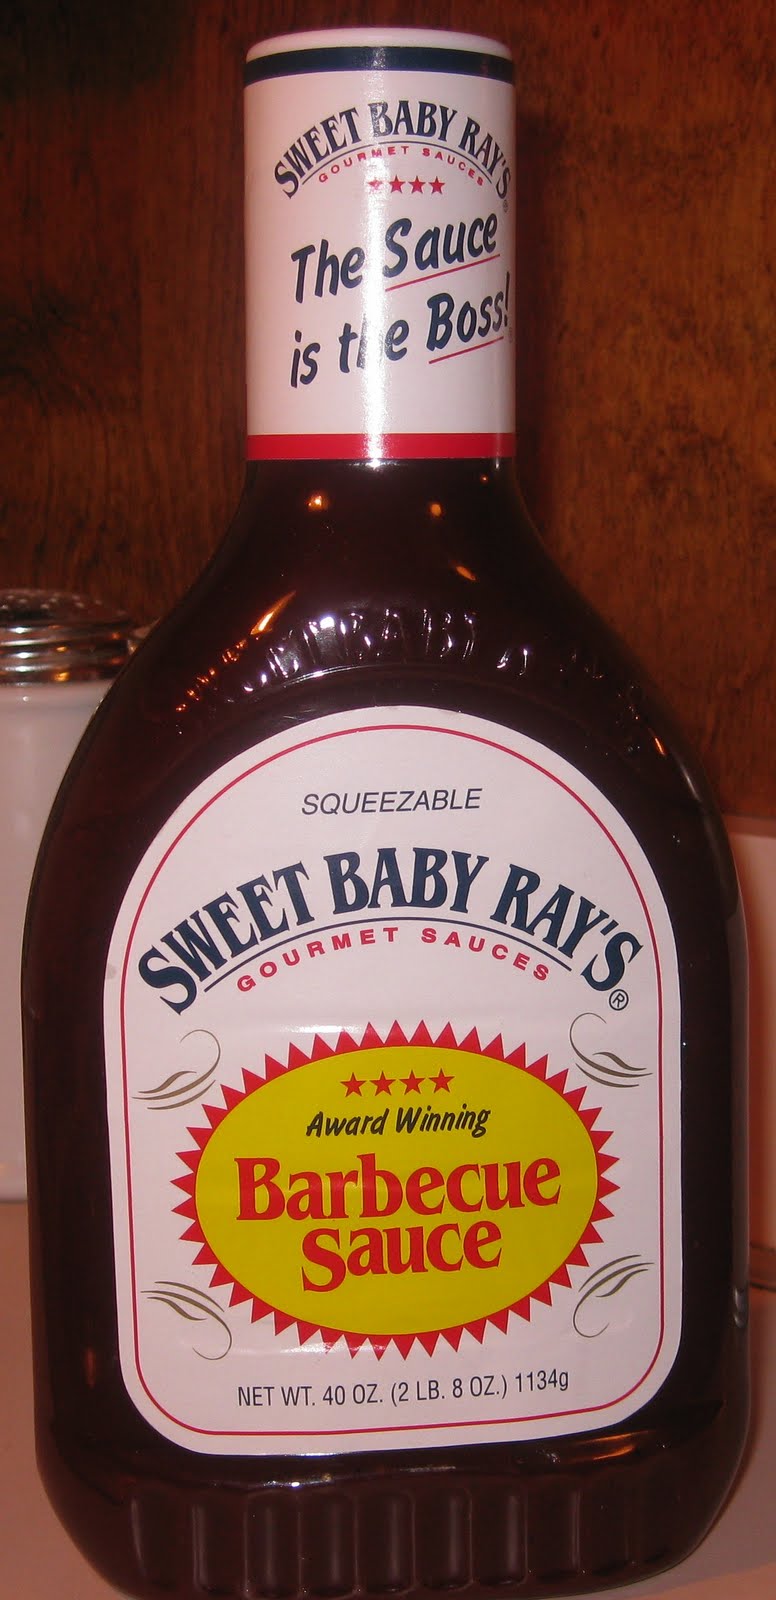 SWEET BABY RAY'S
GOURMET SAUCES
The Sauce
is the Boss!
SQUEEZABLE
SWEET BABY RAY'S®
GOURMET SAUCES
Award Winning
Barbecue
Sauce
NET WT. 40 OZ. (2 LB. 8 OZ.) 1134g